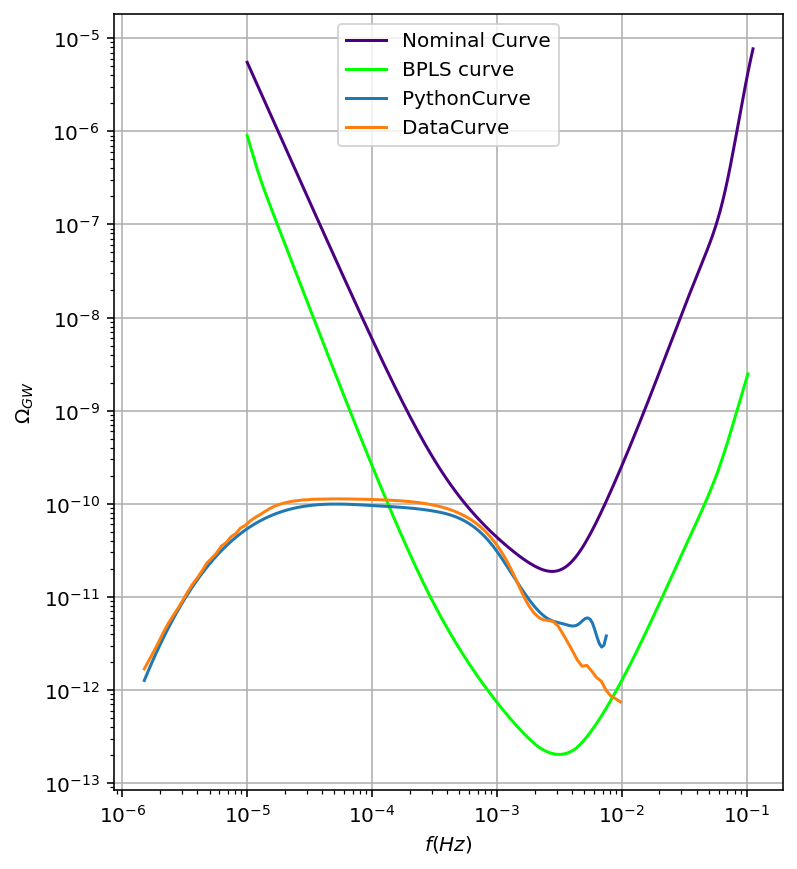 Nominal Curve
BPLS curve
PythonCurve
DataCurve
10⁻⁵
10⁻⁶
10⁻⁷
10⁻⁸
10⁻⁹
10⁻¹⁰
10⁻¹¹
10⁻¹²
10⁻¹³
Ω_GW
10⁻⁶ 10⁻⁵ 10⁻⁴ 10⁻³ 10⁻² 10⁻¹
f(Hz)